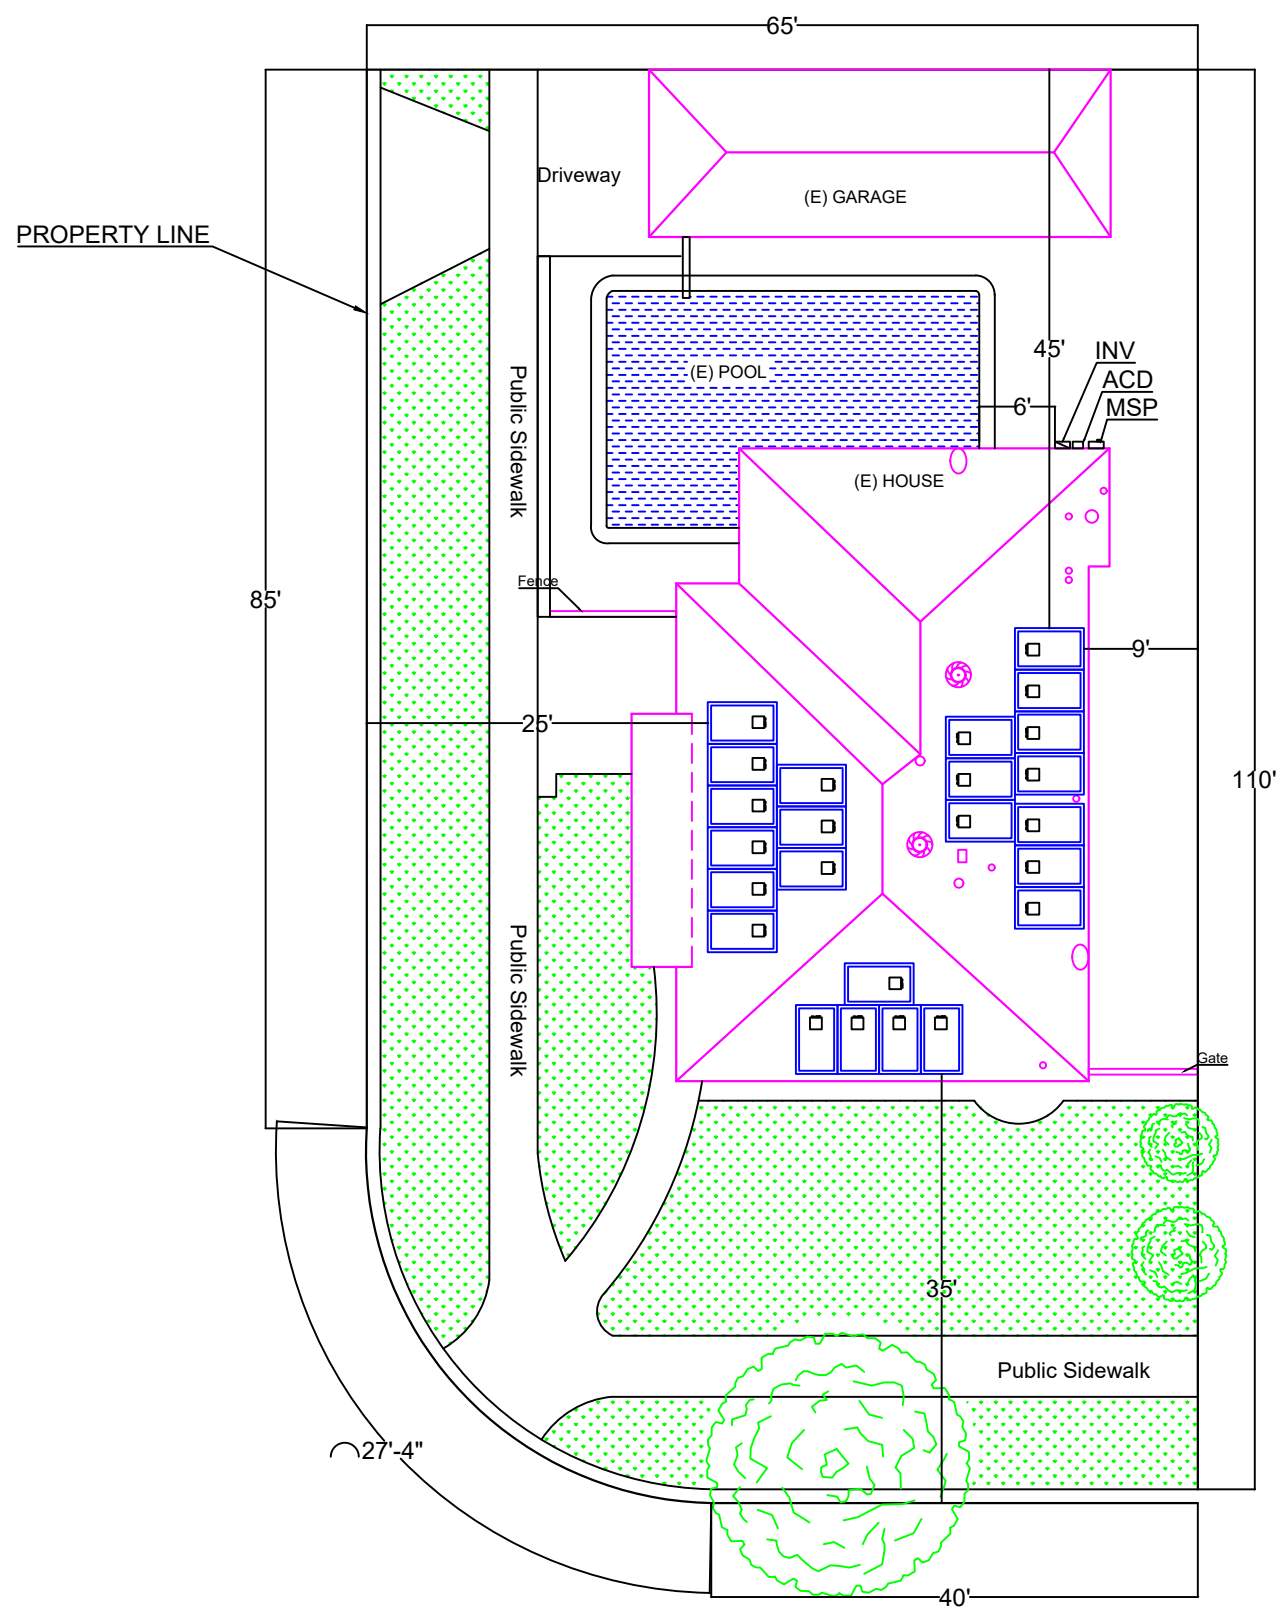 65'
Driveway
(E) GARAGE
PROPERTY LINE
45'
INV
ACD
MSP
(E) POOL
6'
Public Sidewalk
(E) HOUSE
Fence
85'
9'
25'
110'
Public Sidewalk
Gate
35'
Public Sidewalk
27'-4"
40'